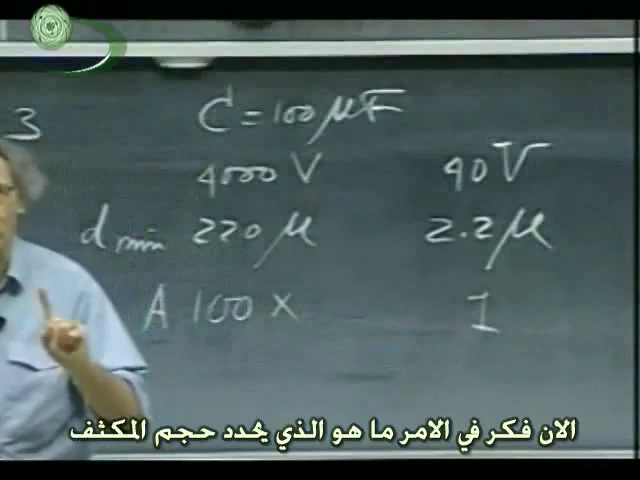 3
C = 100 μF
4000 V 40 V
d min 220 μ 2.2 μ
A 100 X 1
الان فكر في الامر ما هو الذي يحدد حجم المكثف